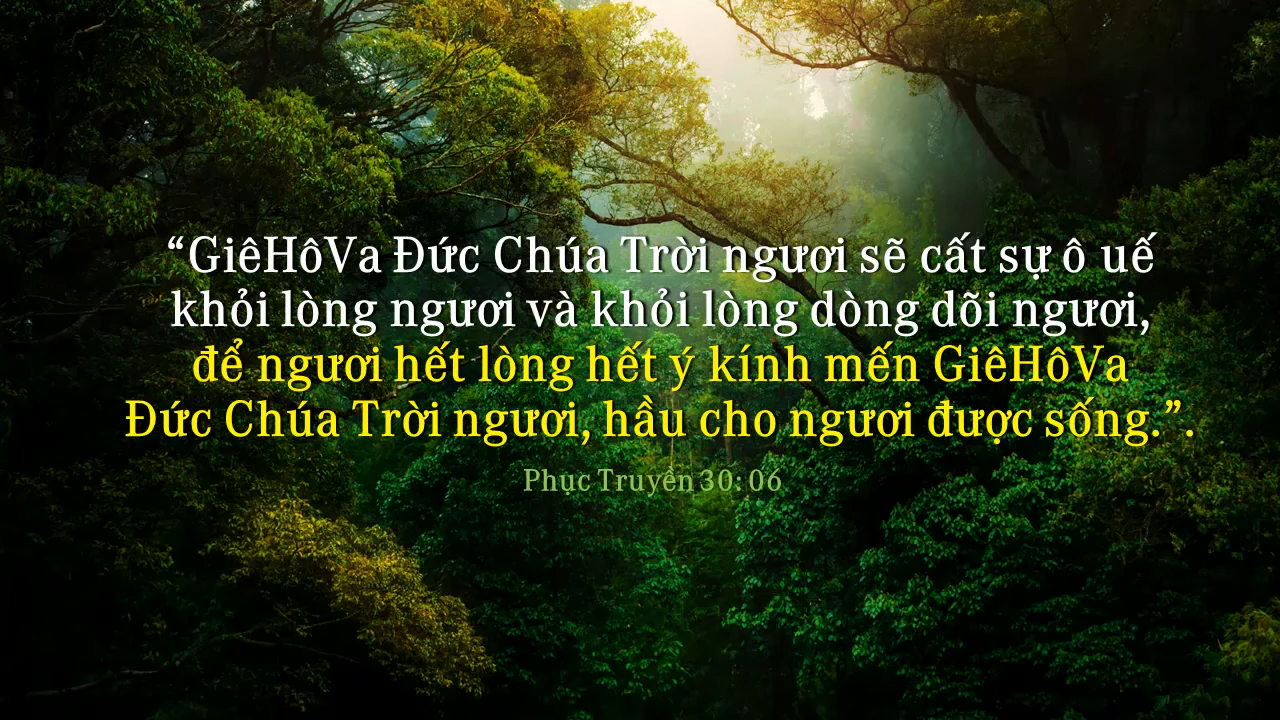 “GiêHôVa Đức Chúa Trời ngươi sẽ cất sự ô uế
khỏi lòng ngươi và khỏi lòng dòng dõi ngươi,
để ngươi hết lòng hết ý kính mến GiêHôVa
Đức Chúa Trời ngươi, hầu cho ngươi được sống.”.
Phục Truyền 30: 06